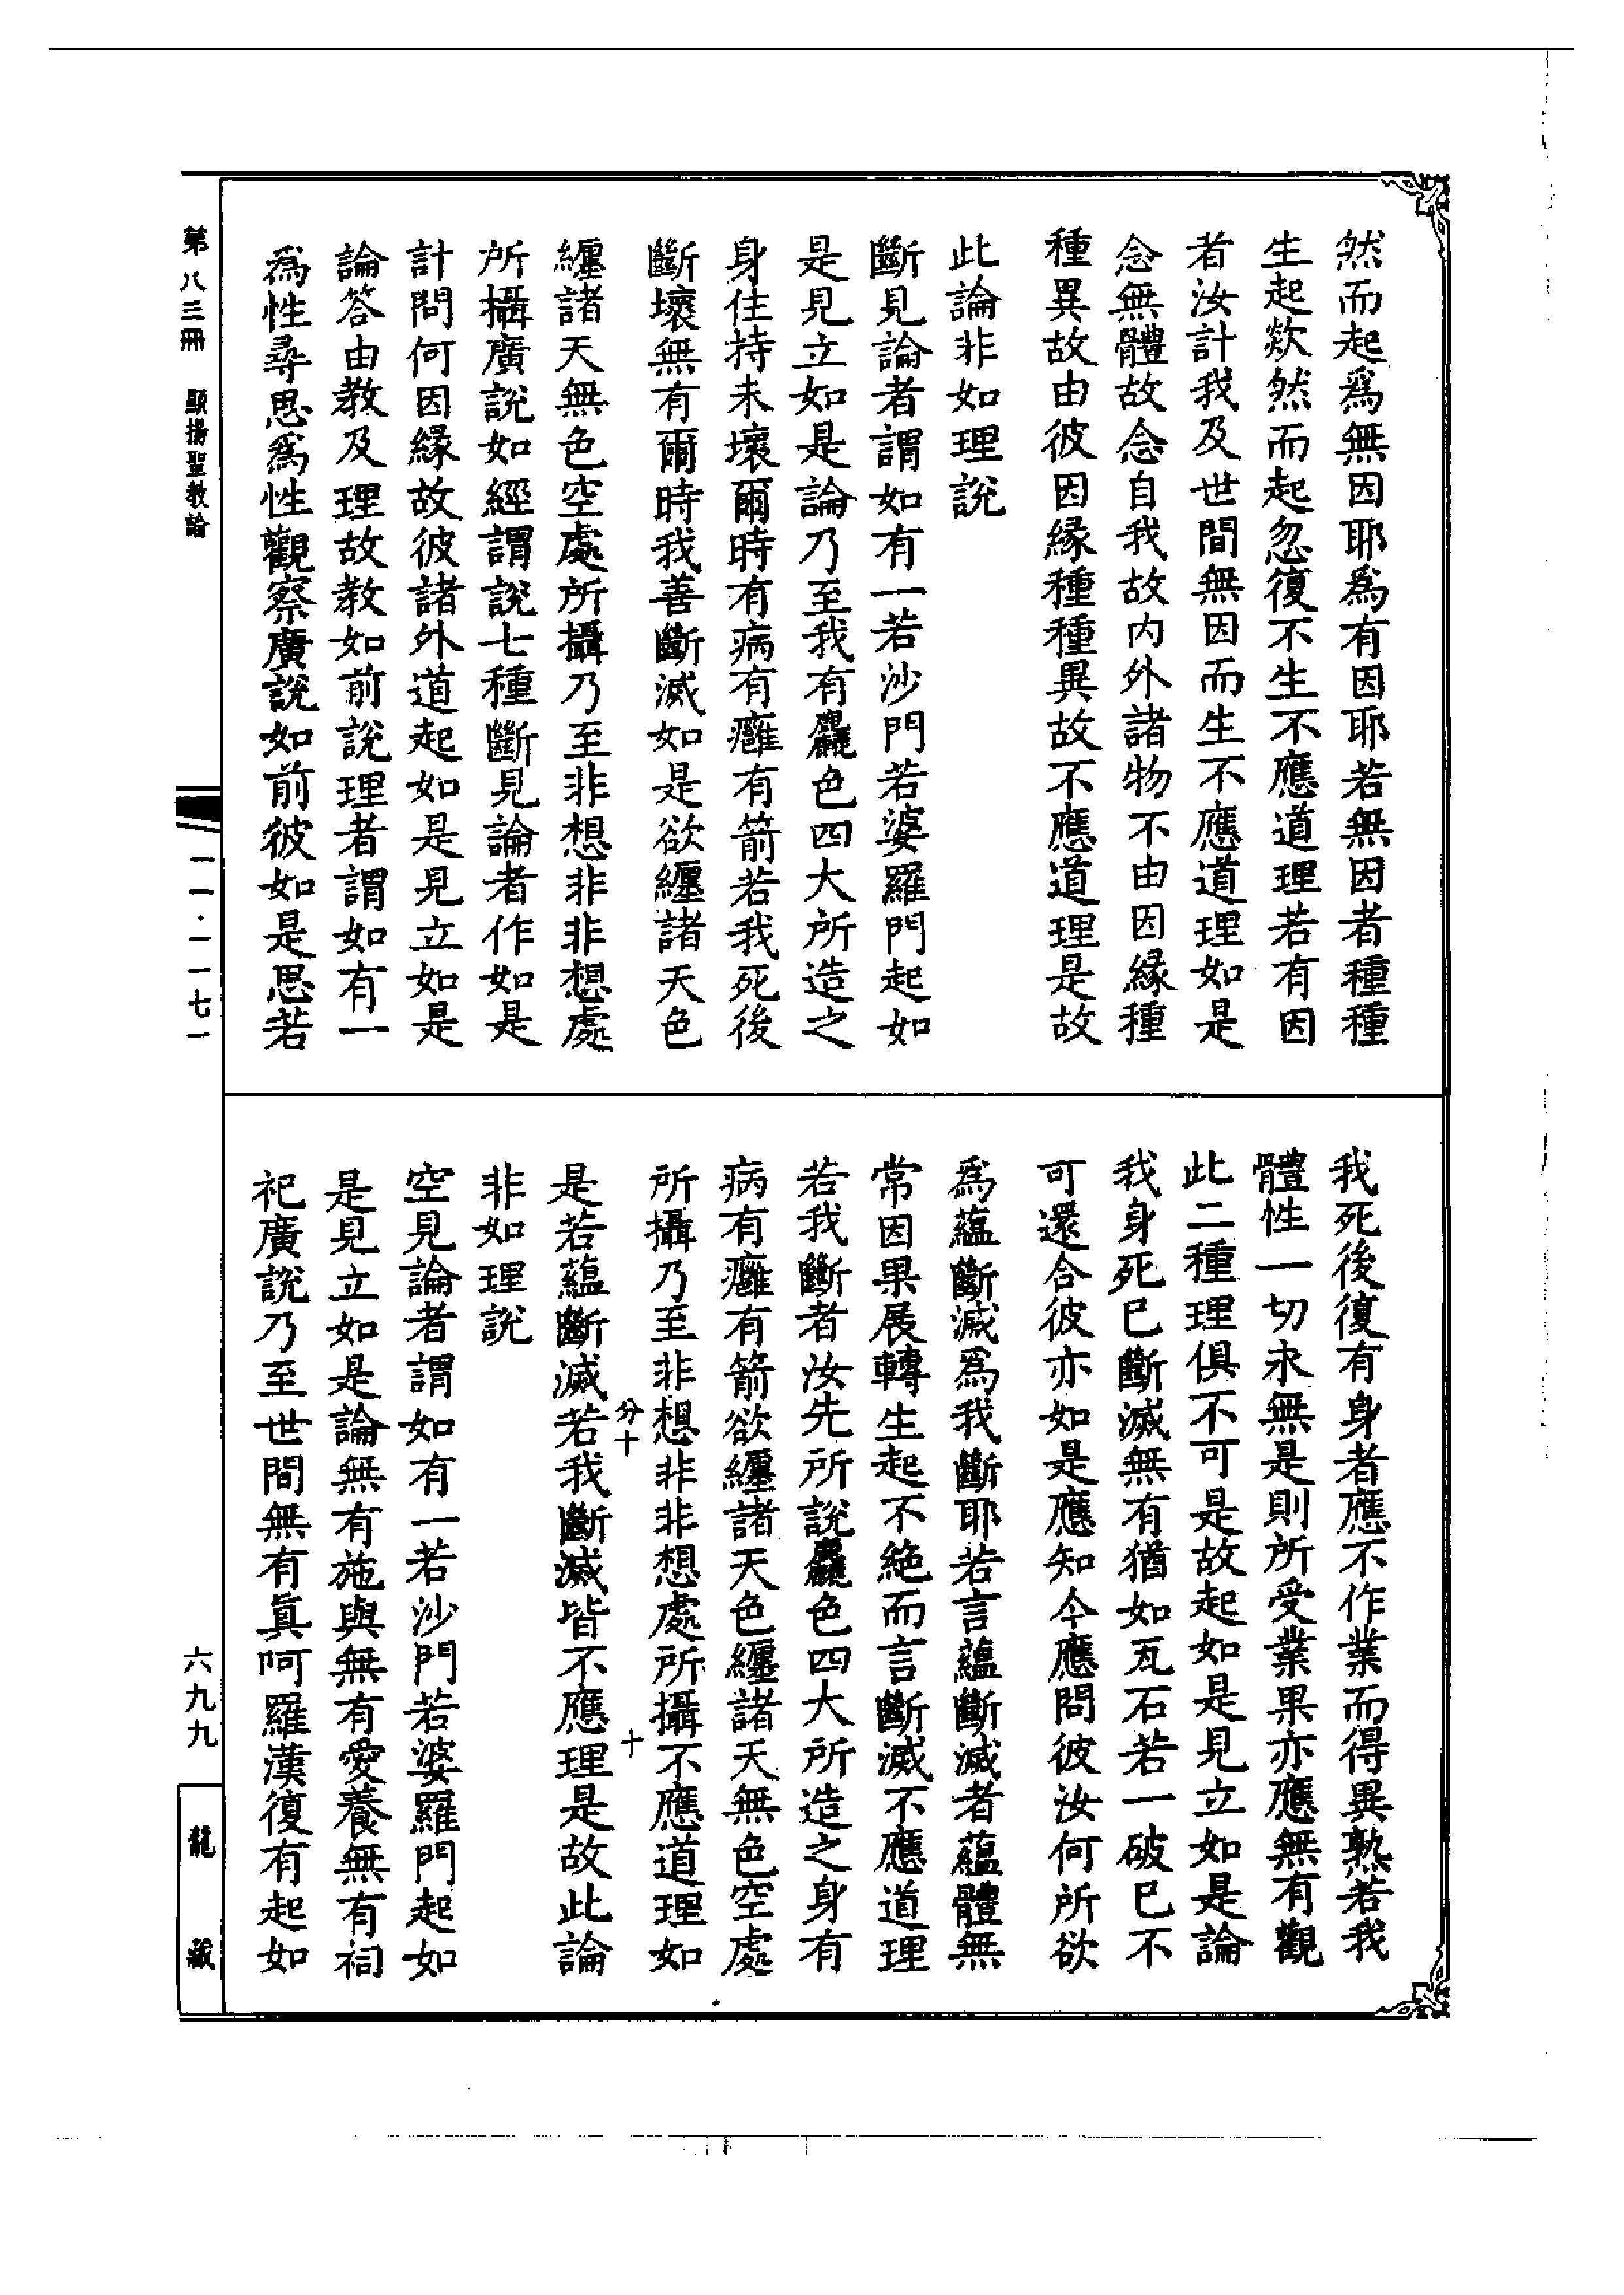 然而起爲無因耶爲有因耶若無因者種種
生起欻然而起忽復不生不應道理若有因
者汝計我及世間無因而生不應道理如是
念無體故念自我故内外諸物不由因緣種
種異故由彼因緣種種異故不應道理是故
此論非如理說
斷見論者謂如有一若沙門若婆羅門起如
是見立如是論乃至我有麤色四大所造之
身住持未壞爾時有病有癰有箭若我死後
斷壞無有爾時我善斷滅如是欲纏諸天色
纏諸天無色空處所攝乃至非想非非想處
所攝廣說如經謂說七種斷見論者作如是
計問何因緣故彼諸外道起如是見立如是
論答由教及理故教如前說理者謂如有一
爲性尋思爲性觀察廣說如前彼如是思若
我死後復有身者應不作業而得異熟若我
體性一切永無是則所受業果亦應無有觀
此二種理俱不可是故起如是見立如是論
我身死已斷滅無有猶如瓦石若一破已不
可還合彼亦如是應知今應問彼汝何所欲
爲蘊斷滅爲我斷耶若言蘊斷滅者蘊體無
常因果展轉生起不絶而言斷滅不應道理
若我斷者汝先所說麤色四大所造之身有
病有癰有箭欲纏諸天色纏諸天無色空處
所攝乃至非想非非想處所攝不應道理如
分十
十
是若蘊斷滅若我斷滅皆不應理是故此論
非如理說
空見論者謂如有一若沙門若婆羅門起如
是見立如是論無有施與無有愛養無有祠
祀廣說乃至世間無有眞呵羅漢復有起如
第八三冊 顯揚聖教論
一一·一一七一
六九九
龍藏